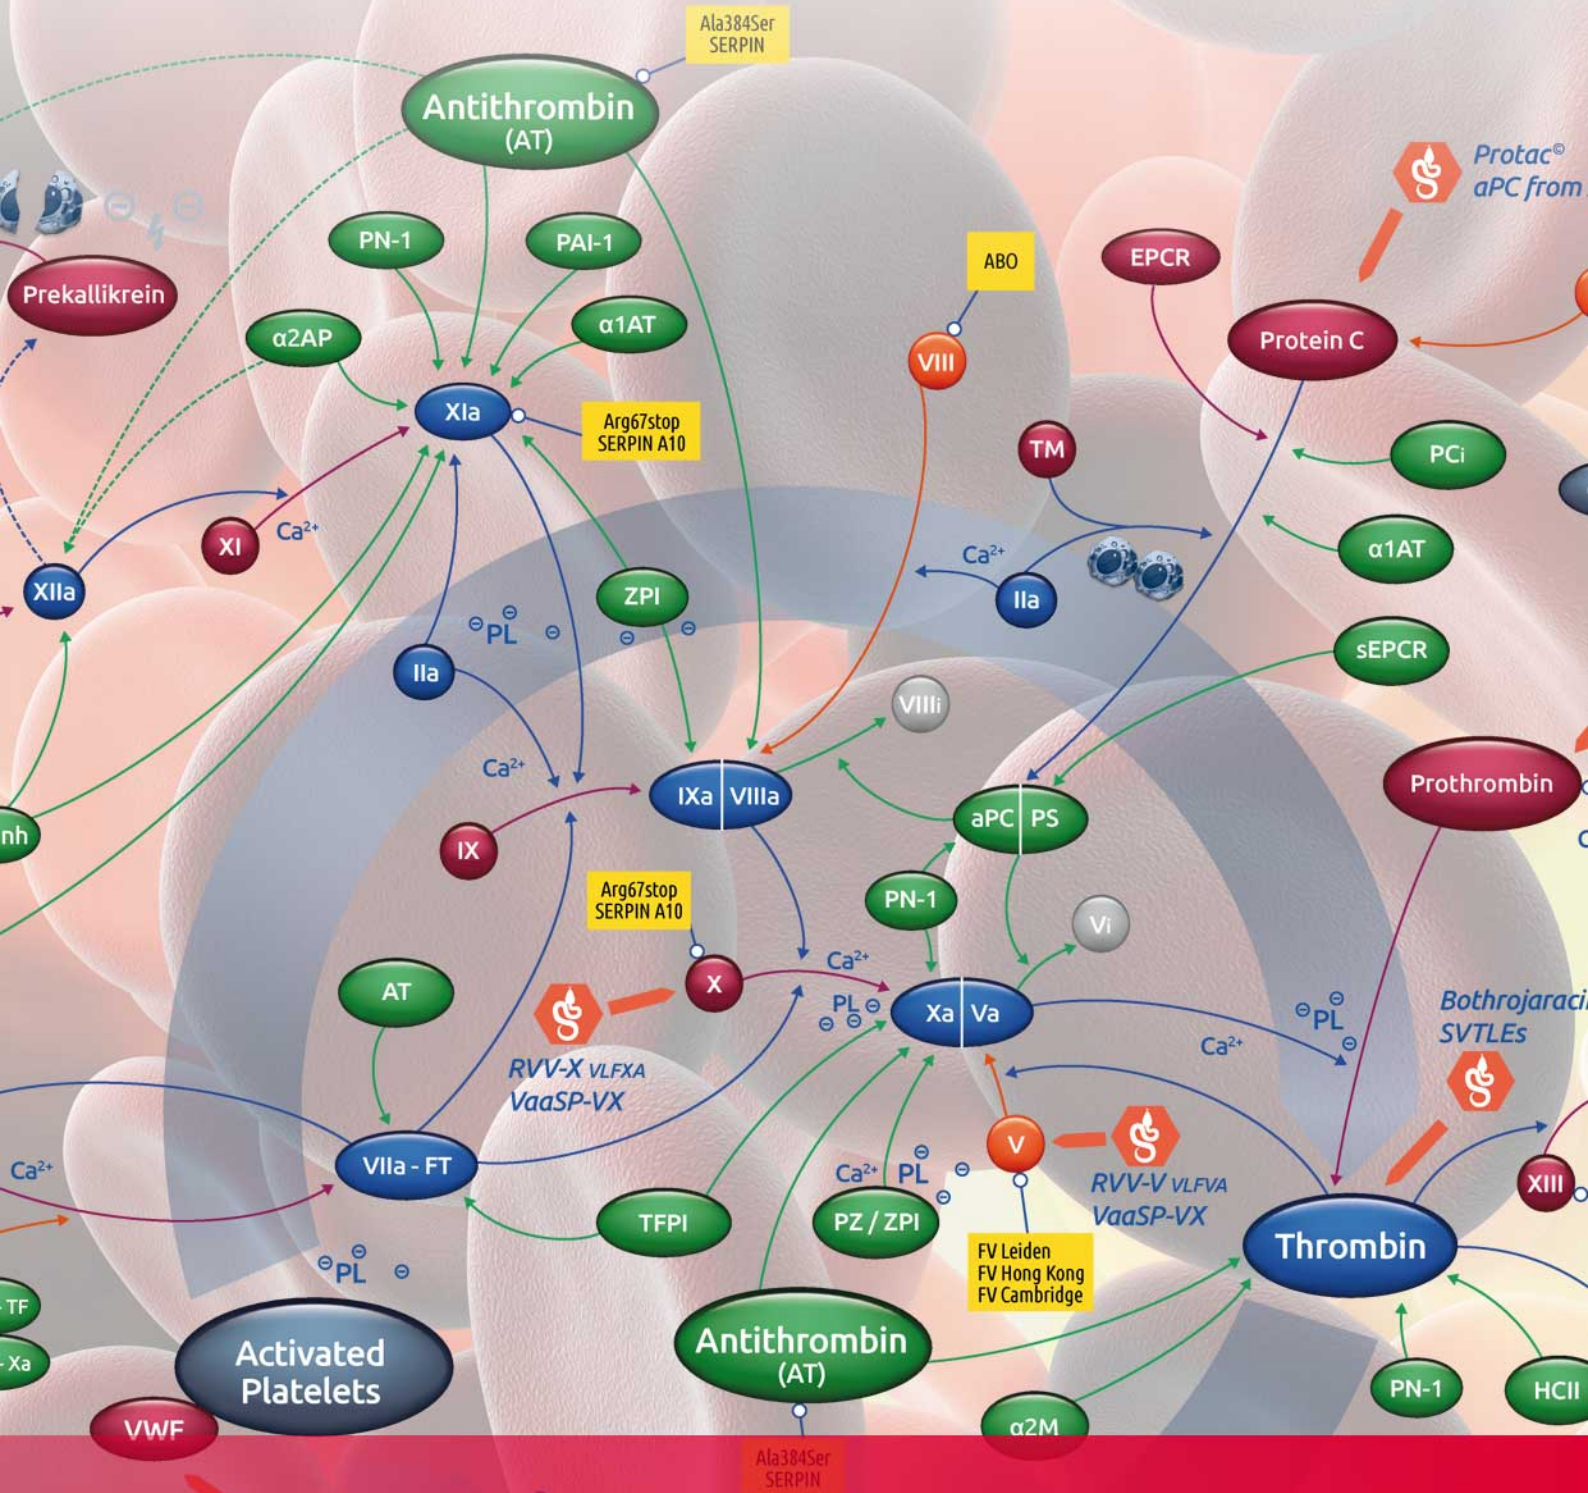 Ala384Ser
SERPIN
Antithrombin
(AT)
Protac©
aPC from
PN-1
PAI-1
ABO
EPCR
Prekallikrein
α2AP
α1AT
VIII
Protein C
XIa
Arg67stop
SERPIN A10
TM
PCi
XI
Ca²⁺
Ca²⁺
α1AT
XIIa
ZPI
IIa
⊖PL ⊖
⊖
⊖ ⊖
sEPCR
IIa
VIIIi
Ca²⁺
IXa VIIIa
Prothrombin
aPC PS
nh
IX
Arg67stop
SERPIN A10
PN-1
Vi
AT
X
Ca²⁺
PL ⊖
⊖ ⊖
Xa Va
⊖PL ⊖
⊖
Ca²⁺
Bothrojaracin
SVTLEs
RVV-X VLFXA
VaaSP-VX
V
VIIa - FT
Ca²⁺
Ca²⁺
PL ⊖
⊖
⊖
RVV-V VLFVA
VaaSP-VX
XIII
TFPI
PZ / ZPI
Thrombin
FV Leiden
FV Hong Kong
FV Cambridge
⊖PL ⊖
⊖
- TF
- Xa
Activated
Platelets
Antithrombin
(AT)
PN-1
HCII
VWF
α2M
Ala384Ser
SERPIN